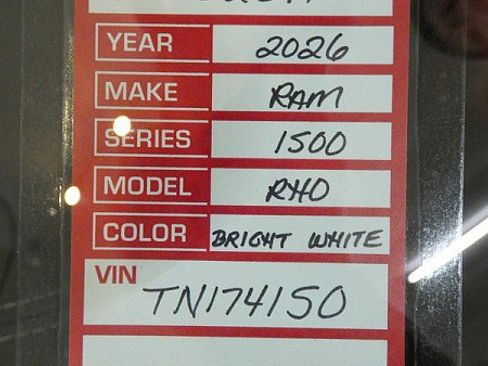 YEAR 2026
MAKE RAM
SERIES 1500
MODEL RHO
COLOR BRIGHT WHITE
VIN
TN174150